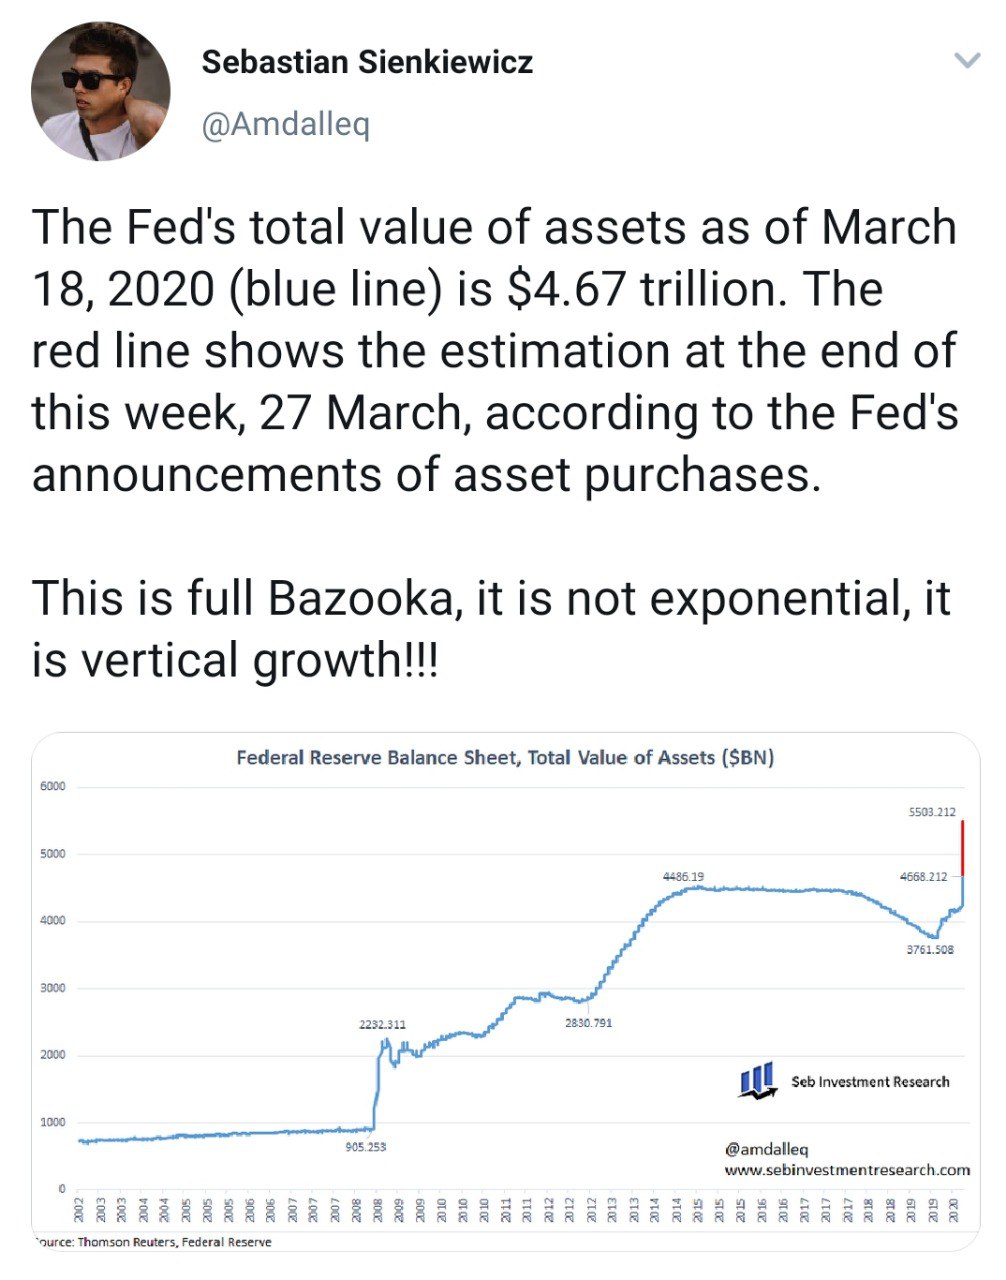 Sebastian Sienkiewicz
@Amdalleq
The Fed's total value of assets as of March
18, 2020 (blue line) is $4.67 trillion. The
red line shows the estimation at the end of
this week, 27 March, according to the Fed's
announcements of asset purchases.
This is full Bazooka, it is not exponential, it
is vertical growth!!!
Federal Reserve Balance Sheet, Total Value of Assets ($BN)
6000
5503.212
5000
4486.19
4668.212
4000
3761.508
3000
2830.791
2232.311
2000
Seb Investment Research
1000
905.253
@amdalleq
www.sebinvestmentresearch.com
0
2002 2003 2003 2004 2004 2005 2005 2005 2006 2006 2007 2007 2007 2008 2008 2009 2009 2010 2010 2010 2011 2011 2012 2012 2012 2013 2013 2014 2014 2015 2015 2015 2016 2016 2017 2017 2017 2018 2018 2019 2019 2020
ource: Thomson Reuters, Federal Reserve